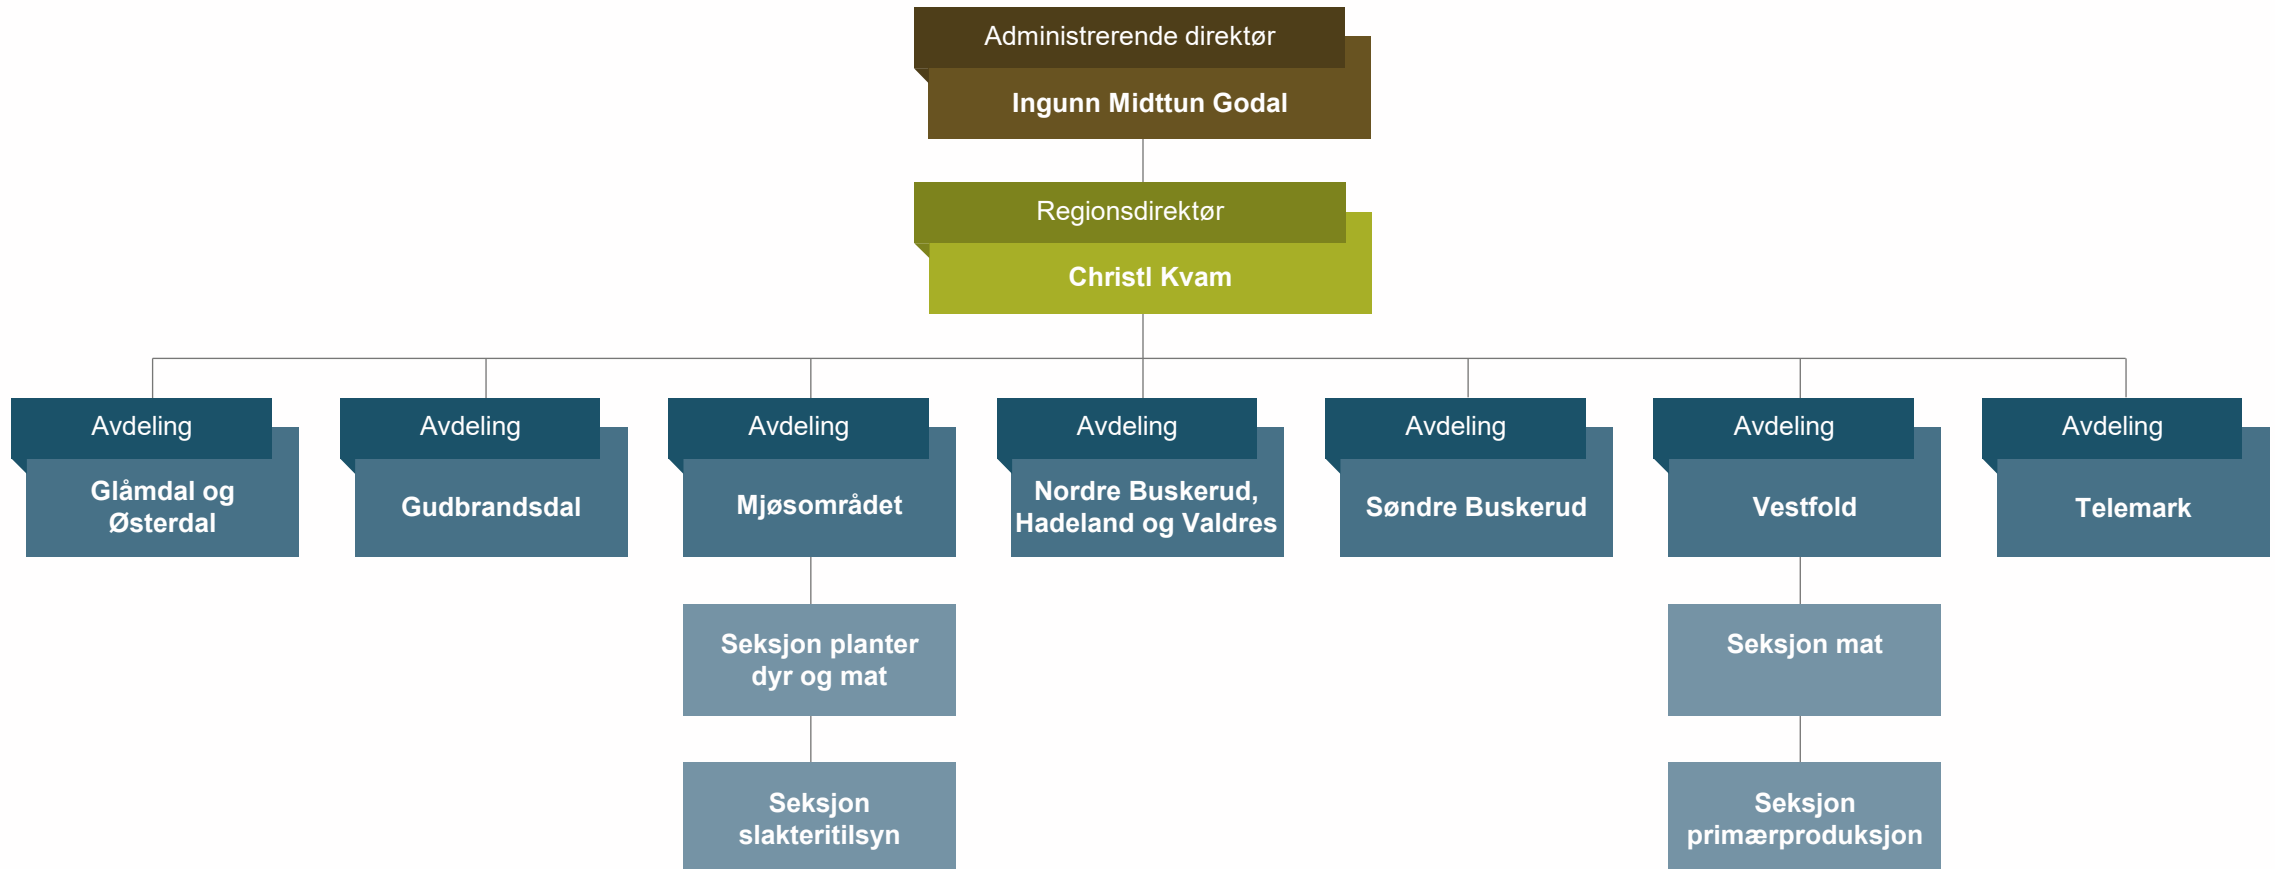 Administrerende direktør
Ingunn Midttun Godal
Regionsdirektør
Christl Kvam
Avdeling
Glåmdal og
Østerdal
Avdeling
Gudbrandsdal
Avdeling
Mjøsområdet
Avdeling
Nordre Buskerud,
Hadeland og Valdres
Avdeling
Søndre Buskerud
Avdeling
Vestfold
Avdeling
Telemark
Seksjon planter
dyr og mat
Seksjon mat
Seksjon
slakteritilsyn
Seksjon
primærproduksjon